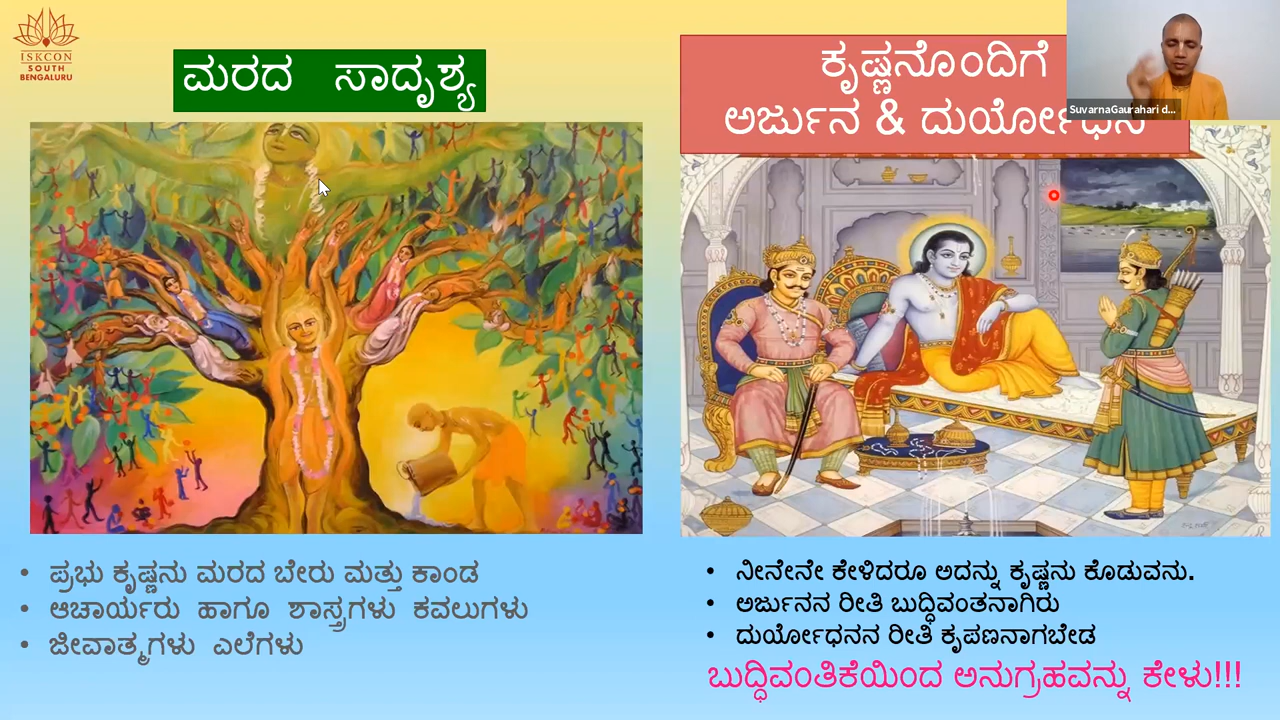 ISKCON
SOUTH
BENGALURU
ಮರದ ಸಾದೃಶ್ಯ
ಪ್ರಭು ಕೃಷ್ಣನು ಮರದ ಬೇರು ಮತ್ತು ಕಾಂಡ
ಆಚಾರ್ಯರು ಹಾಗೂ ಶಾಸ್ತ್ರಗಳು ಕವಲುಗಳು
ಜೀವಾತ್ಮಗಳು ಎಲೆಗಳು
ಕೃಷ್ಣನೊಂದಿಗೆ
ಅರ್ಜುನ & ದುರ್ಯೋಧನ
SuvarnaGaurahari d...
ನೀನೇನೇ ಕೇಳಿದರೂ ಅದನ್ನು ಕೃಷ್ಣನು ಕೊಡುವನು.
ಅರ್ಜುನನ ರೀತಿ ಬುದ್ಧಿವಂತನಾಗಿರು
ದುರ್ಯೋಧನನ ರೀತಿ ಕೃಪಣನಾಗಬೇಡ
ಬುದ್ಧಿವಂತಿಕೆಯಿಂದ ಅನುಗ್ರಹವನ್ನು ಕೇಳು!!!